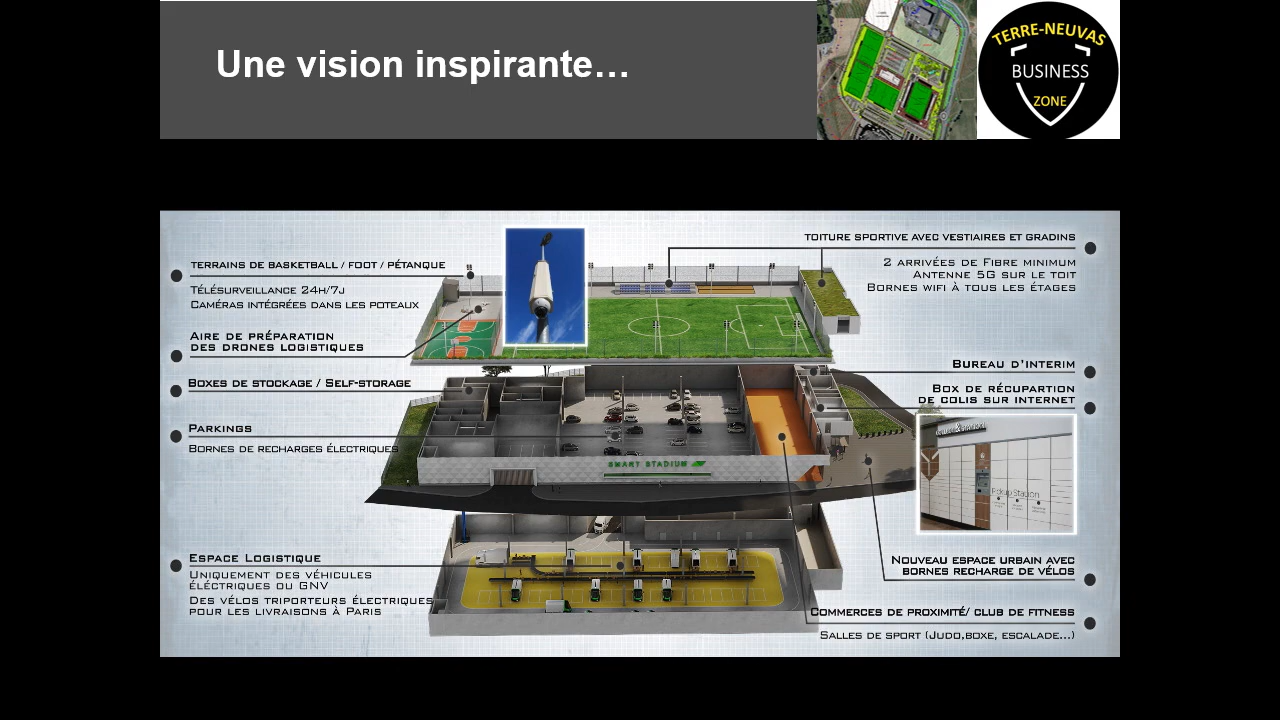 Une vision inspirante…
TERRE-NEUVAS
BUSINESS
ZONE
TERRAINS DE BASKETBALL / FOOT / PÉTANQUE
TÉLÉSURVEILLANCE 24H/7J
CAMÉRAS INTÉGRÉES DANS LES POTEAUX
AIRE DE PRÉPARATION
DES DRONES LOGISTIQUES
BOXES DE STOCKAGE / SELF-STORAGE
PARKINGS
BORNES DE RECHARGES ÉLECTRIQUES
ESPACE LOGISTIQUE
UNIQUEMENT DES VÉHICULES
ÉLÉCTRIQUES OU GNV
DES VÉLOS TRIPORTEURS ÉLECTRIQUES
POUR LES LIVRAISONS À PARIS
SMART STADIUM
TOITURE SPORTIVE AVEC VESTIAIRES ET GRADINS
2 ARRIVÉES DE FIBRE MINIMUM
ANTENNE 5G SUR LE TOIT
BORNES WIFI À TOUS LES ÉTAGES
BUREAU D'INTERIM
BOX DE RÉCUPARTION
DE COLIS SUR INTERNET
Pickup Station
NOUVEAU ESPACE URBAIN AVEC
BORNES RECHARGE DE VÉLOS
COMMERCES DE PROXIMITÉ/ CLUB DE FITNESS
SALLES DE SPORT (JUDO,BOXE, ESCALADE...)